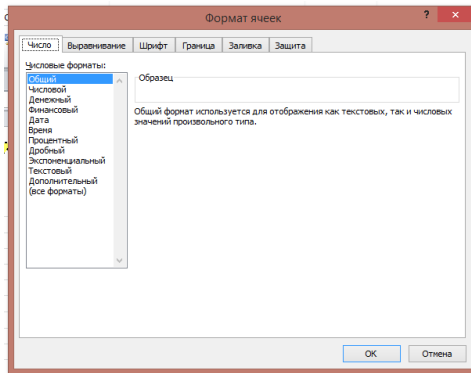 Формат ячеек
? ×
Число Выравнивание Шрифт Граница Заливка Защита
Числовые форматы:
Общий
Числовой
Денежный
Финансовый
Дата
Время
Процентный
Дробный
Экспоненциальный
Текстовый
Дополнительный
(все форматы)
Образец
Общий формат используется для отображения как текстовых, так и числовых
значений произвольного типа.
ОК Отмена